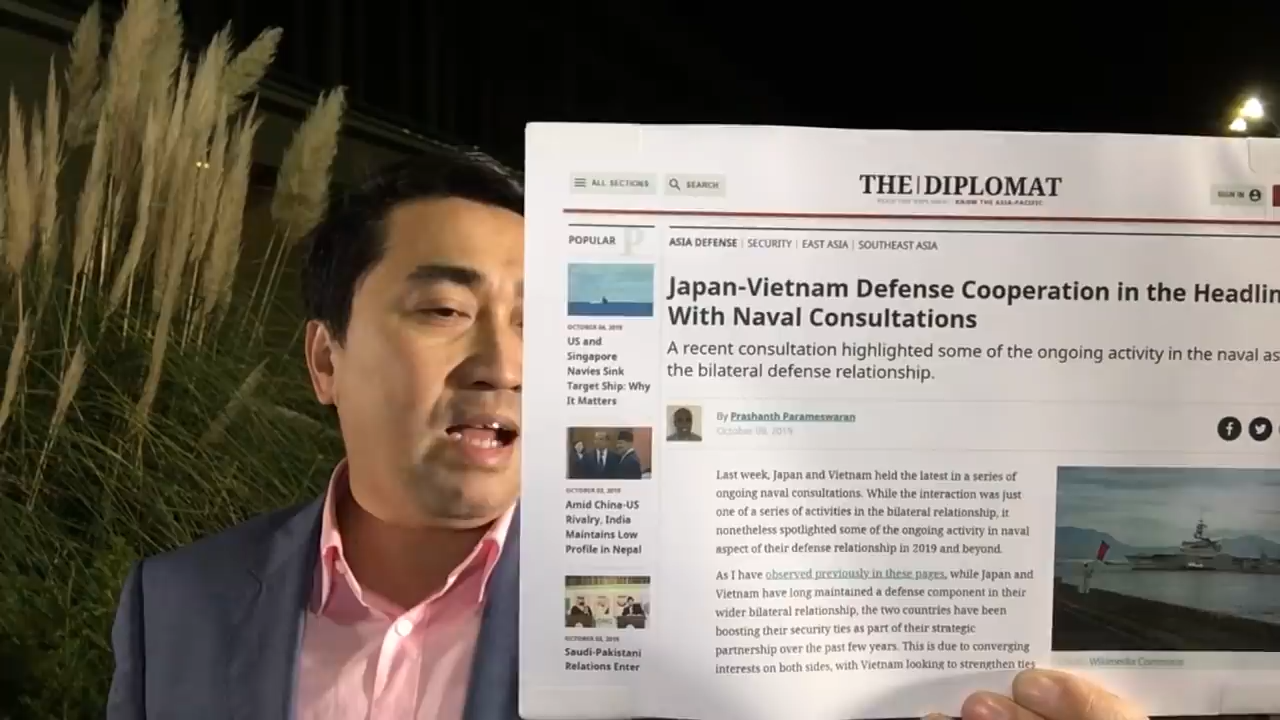 ALL SECTIONS
SEARCH
THE|DIPLOMAT
KNOW THE ASIA-PACIFIC
SIGN IN
POPULAR
P
OCTOBER 08, 2019
US and
Singapore
Navies Sink
Target Ship: Why
It Matters
OCTOBER 03, 2019
Amid China-US
Rivalry, India
Maintains Low
Profile in Nepal
OCTOBER 03, 2019
Saudi-Pakistani
Relations Enter
ASIA DEFENSE | SECURITY | EAST ASIA | SOUTHEAST ASIA
Japan-Vietnam Defense Cooperation in the Headlin
With Naval Consultations
A recent consultation highlighted some of the ongoing activity in the naval as
the bilateral defense relationship.
By Prashanth Parameswaran
October 09, 2019
Last week, Japan and Vietnam held the latest in a series of
ongoing naval consultations. While the interaction was just
one of a series of activities in the bilateral relationship, it
nonetheless spotlighted some of the ongoing activity in naval
aspect of their defense relationship in 2019 and beyond.
As I have observed previously in these pages, while Japan and
Vietnam have long maintained a defense component in their
wider bilateral relationship, the two countries have been
boosting their security ties as part of their strategic
partnership over the past few years. This is due to converging
interests on both sides, with Vietnam looking to strengthen ties
Wikimedia Commons